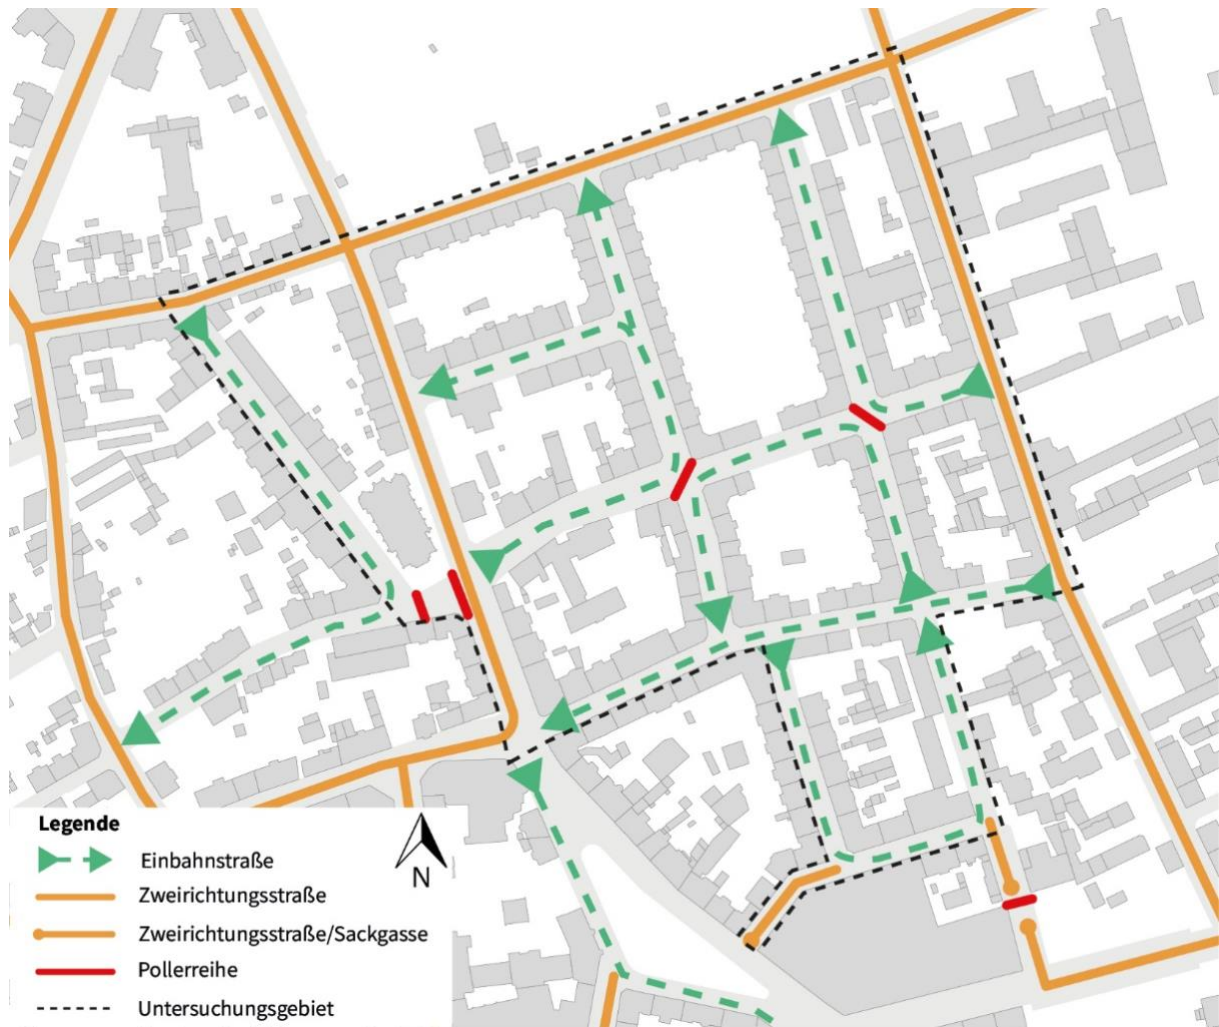 Legende
Einbahnstraße
Zweirichtungsstraße
Zweirichtungsstraße/Sackgasse
Pollerreihe
Untersuchungsgebiet
N